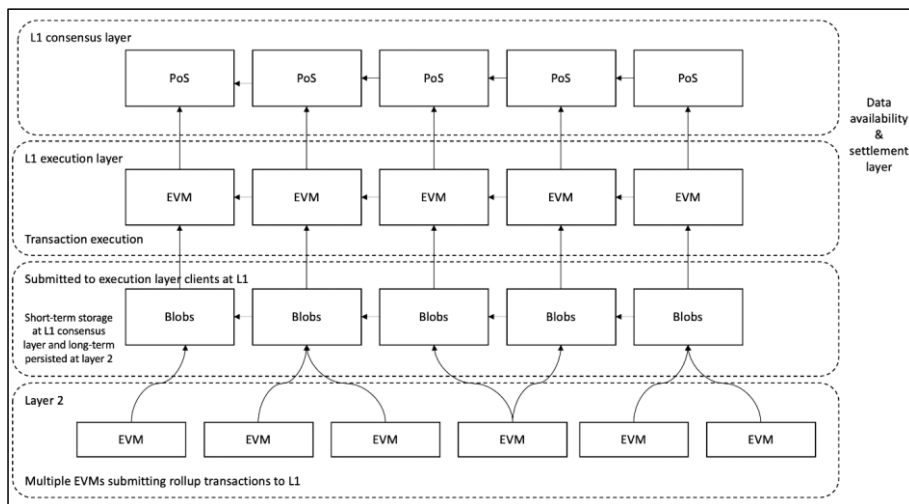 L1 consensus layer
PoS PoS PoS PoS PoS
Data
availability
&
settlement
layer
L1 execution layer
EVM EVM EVM EVM EVM
Transaction execution
Submitted to execution layer clients at L1
Blobs Blobs Blobs Blobs Blobs
Short-term storage
at L1 consensus
layer and long-term
persisted at layer 2
Layer 2
EVM EVM EVM EVM EVM EVM
Multiple EVMs submitting rollup transactions to L1